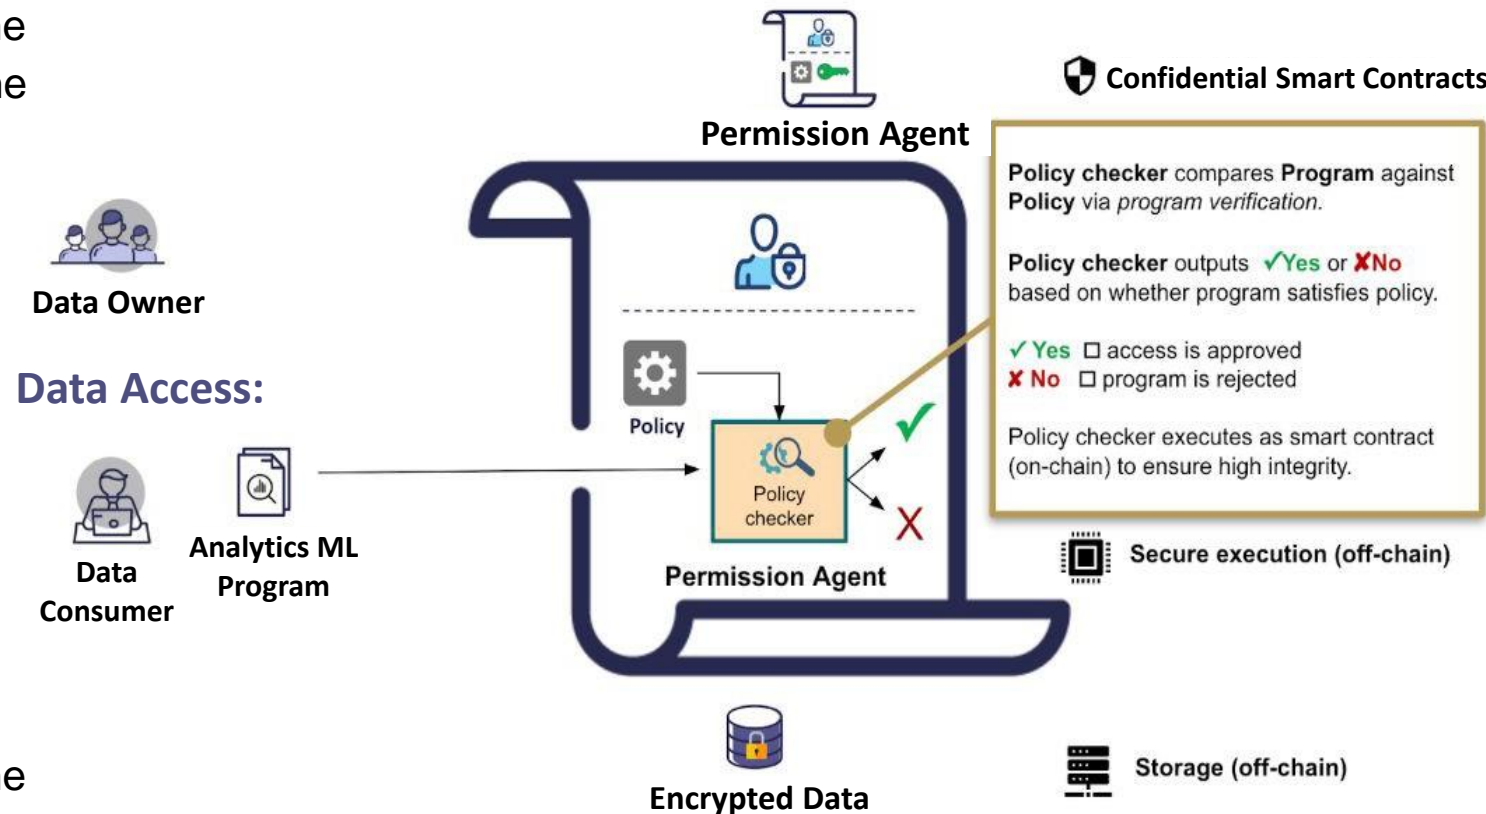 ne
ne
Permission Agent
Confidential Smart Contracts
Policy checker compares Program against
Policy via program verification.
Policy checker outputs ✓Yes or ✘No
based on whether program satisfies policy.
✓ Yes ☐ access is approved
✘ No ☐ program is rejected
Policy checker executes as smart contract
(on-chain) to ensure high integrity.
Data Owner
Data Access:
Policy
Policy
checker
Permission Agent
Analytics ML
Program
Data
Consumer
Secure execution (off-chain)
ne
Encrypted Data
Storage (off-chain)